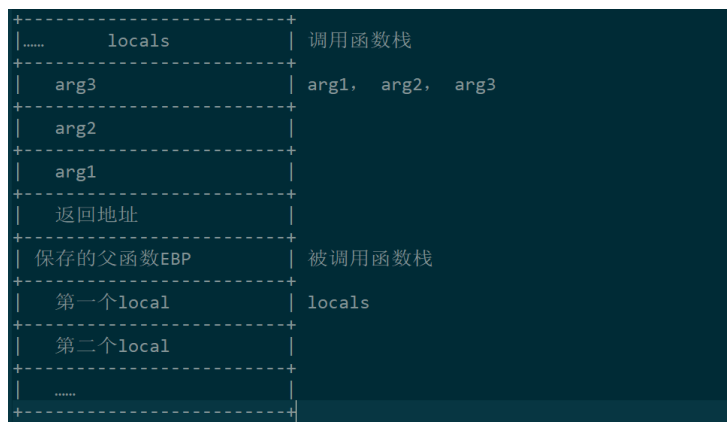 +-------------------------+
|……      locals           | 调用函数栈
+-------------------------+
|   arg3                  | arg1， arg2， arg3
+-------------------------+
|   arg2                  |
+-------------------------+
|   arg1                  |
+-------------------------+
|   返回地址              |
+-------------------------+
| 保存的父函数EBP         | 被调用函数栈
+-------------------------+
|   第一个local           | locals
+-------------------------+
|   第二个local           |
+-------------------------+
|   ……                    |
+-------------------------+